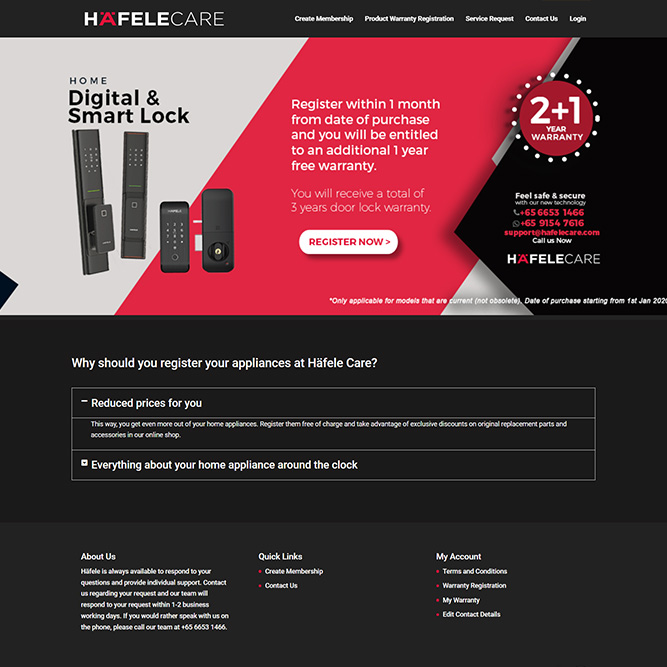 HÄFELECARE
Create Membership Product Warranty Registration Service Request Contact Us Login
HOME
Digital &
Smart Lock
HÄFELE
Register within 1 month
from date of purchase
and you will be entitled
to an additional 1 year
free warranty.
You will receive a total of
3 years door lock warranty.
REGISTER NOW >
2+1
YEAR
WARRANTY
Feel safe & secure
with our new technology
+65 6653 1466
+65 9154 7616
support@hafelecare.com
Call us Now
HÄFELECARE
*Only applicable for models that are current (not obsolete). Date of purchase starting from 1st Jan 2020
Why should you register your appliances at Häfele Care?
Reduced prices for you
This way, you get even more out of your home appliances. Register them free of charge and take advantage of exclusive discounts on original replacement parts and
accessories in our online shop.
Everything about your home appliance around the clock
About Us
Häfele is always available to respond to your
questions and provide individual support. Contact
us regarding your request and our team will
respond to your request within 1-2 business
working days. If you would rather speak with us on
the phone, please call our team at +65 6653 1466.
Quick Links
Create Membership
Contact Us
My Account
Terms and Conditions
Warranty Registration
My Warranty
Edit Contact Details